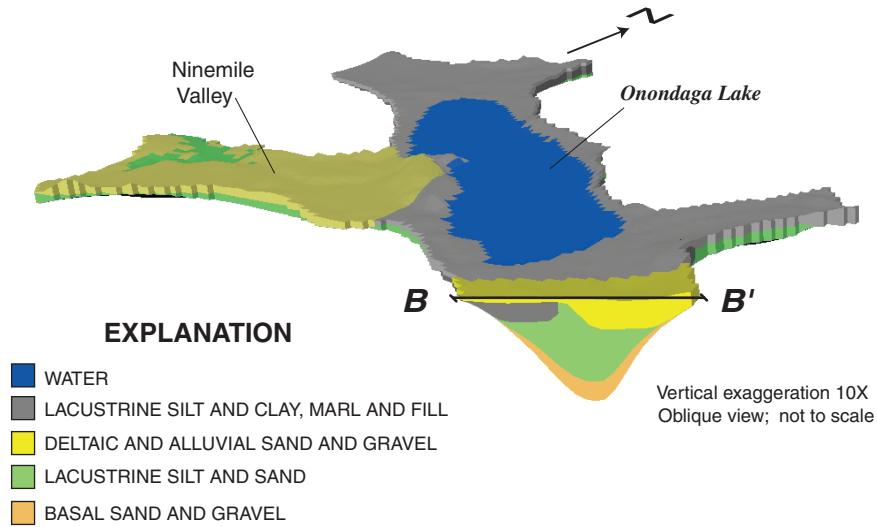 N
Ninemile
Valley
Onondaga Lake
B
B'
EXPLANATION
WATER
LACUSTRINE SILT AND CLAY, MARL AND FILL
DELTAIC AND ALLUVIAL SAND AND GRAVEL
LACUSTRINE SILT AND SAND
BASAL SAND AND GRAVEL
Vertical exaggeration 10X
Oblique view; not to scale